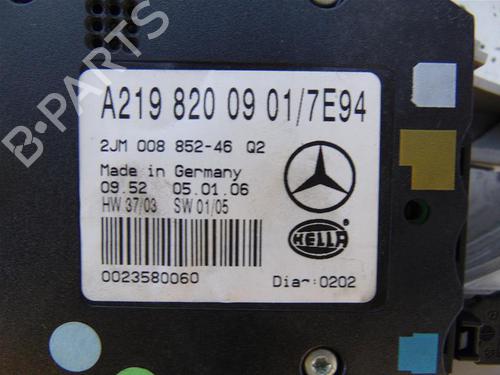 B-PARTS
A219 820 09 01/7E94
2JM 008 852-46 Q2
Made in Germany
09.52 05.01.06
HW 37/03 SW 01/05
HELLA
0023580060
Dia-:0202